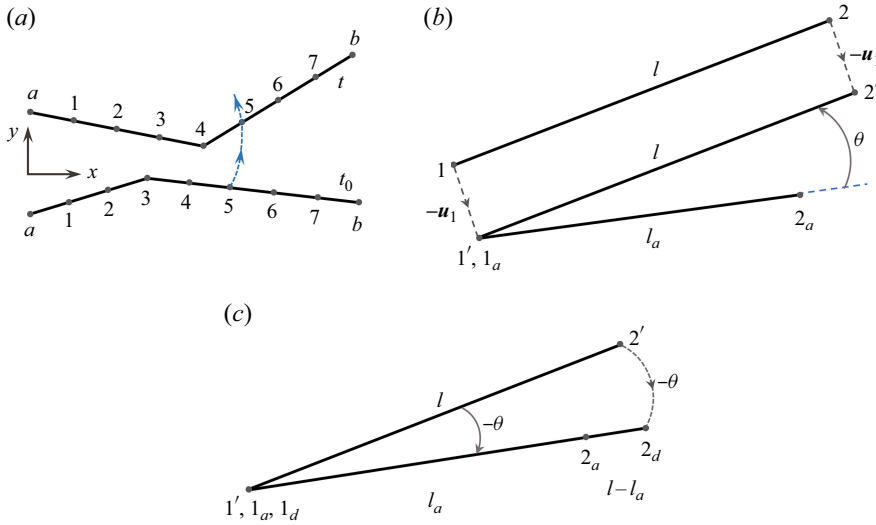 (a)
a
1
2
3
4
5
6
7
b
t
y
x
a
1
2
3
4
5
6
7
b
t0
(b)
1
2
l
–u1
–u
2′
l
θ
1′, 1a
la
2a
(c)
1′, 1a, 1d
l
2′
–θ
–θ
la
2a
2d
l–la